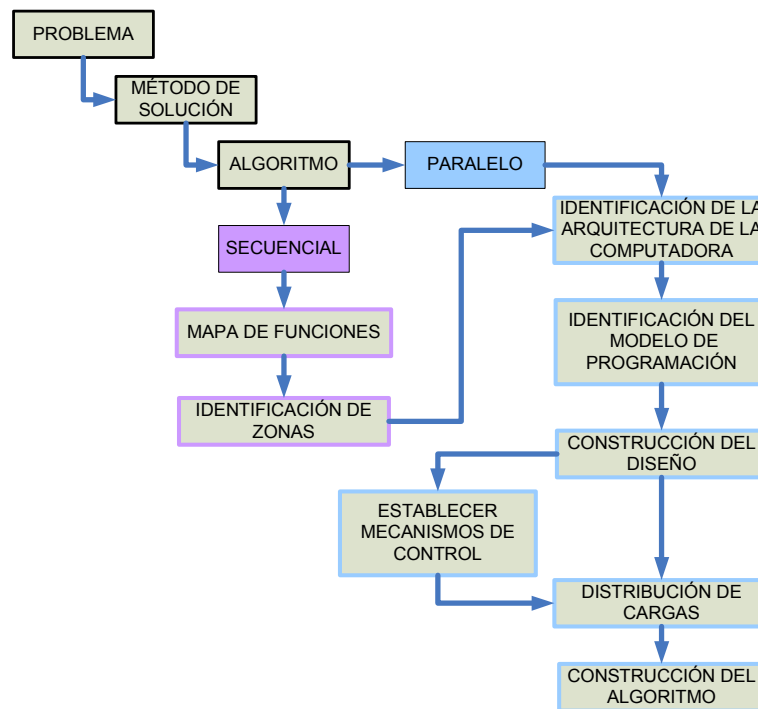 PROBLEMA
MÉTODO DE
SOLUCIÓN
ALGORITMO
PARALELO
IDENTIFICACIÓN DE LA
ARQUITECTURA DE LA
COMPUTADORA
SECUENCIAL
MAPA DE FUNCIONES
IDENTIFICACIÓN DEL
MODELO DE
PROGRAMACIÓN
IDENTIFICACIÓN DE
ZONAS
CONSTRUCCIÓN DEL
DISEÑO
ESTABLECER
MECANISMOS DE
CONTROL
DISTRIBUCIÓN DE
CARGAS
CONSTRUCCIÓN DEL
ALGORITMO